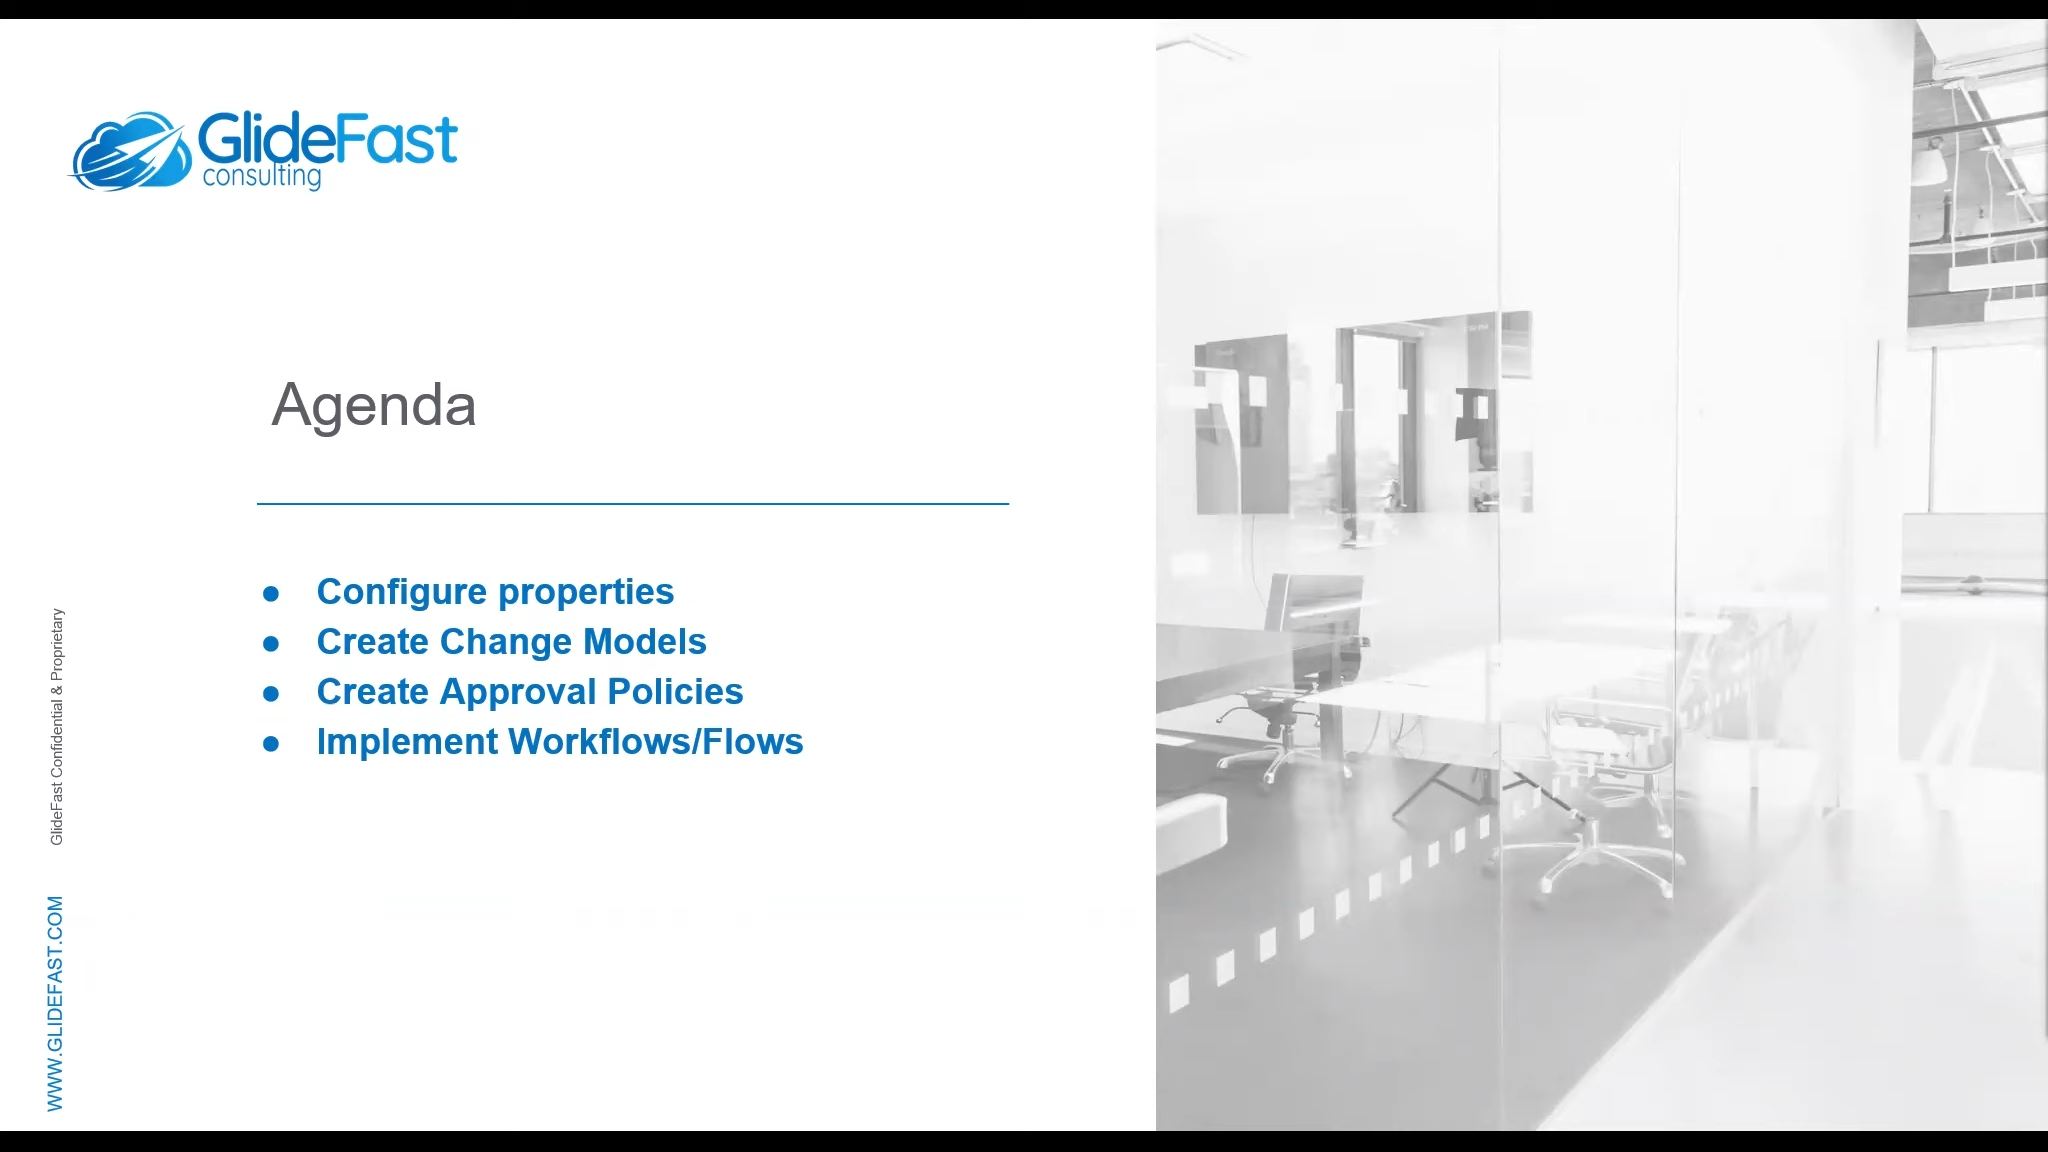 GlideFast
consulting
Agenda
● Configure properties
● Create Change Models
● Create Approval Policies
● Implement Workflows/Flows
GlideFast Confidential & Proprietary
WWW.GLIDEFAST.COM